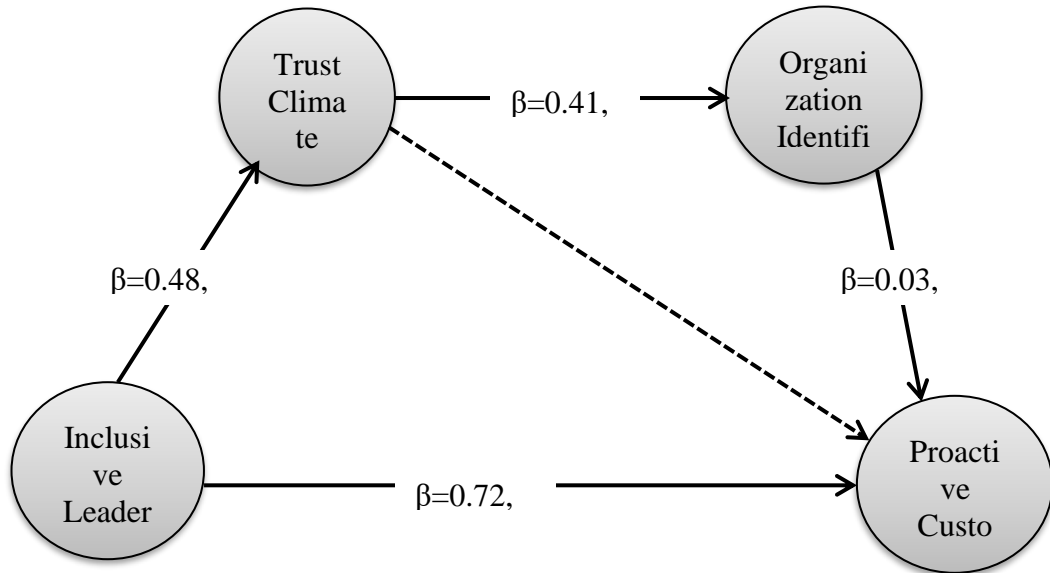 Trust
Clima
te
Organi
zation
Identifi
β=0.41,
β=0.48,
β=0.03,
Inclusi
ve
Leader
β=0.72,
Proacti
ve
Custo